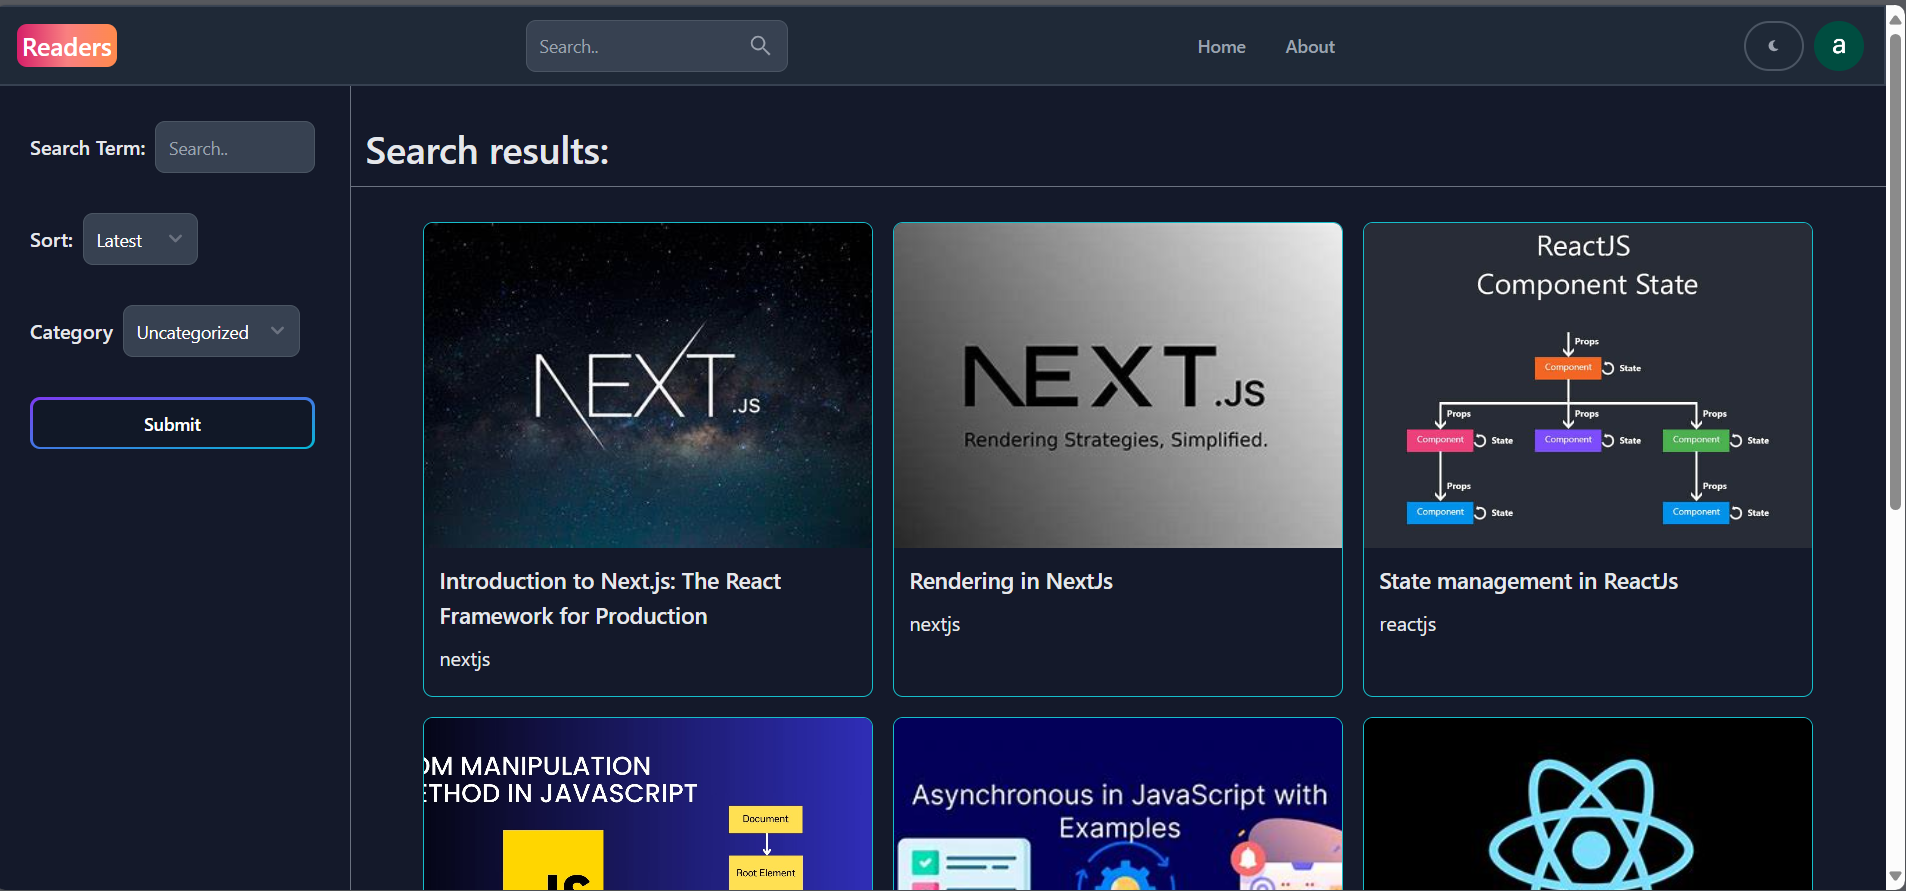 Readers
Search..
Home
About
a
Search Term:
Search..
Sort:
Latest
Category
Uncategorized
Submit
Search results:
NEXT.JS
Introduction to Next.js: The React
Framework for Production
nextjs
NEXT.JS
Rendering Strategies, Simplified.
Rendering in NextJs
nextjs
ReactJS
Component State
Props
Component State
Props Props Props
Component State Component State Component State
Props Props
Component State Component State
State management in ReactJs
reactjs
OM MANIPULATION
ETHOD IN JAVASCRIPT
Document
Root Element
JS
Asynchronous in JavaScript with
Examples